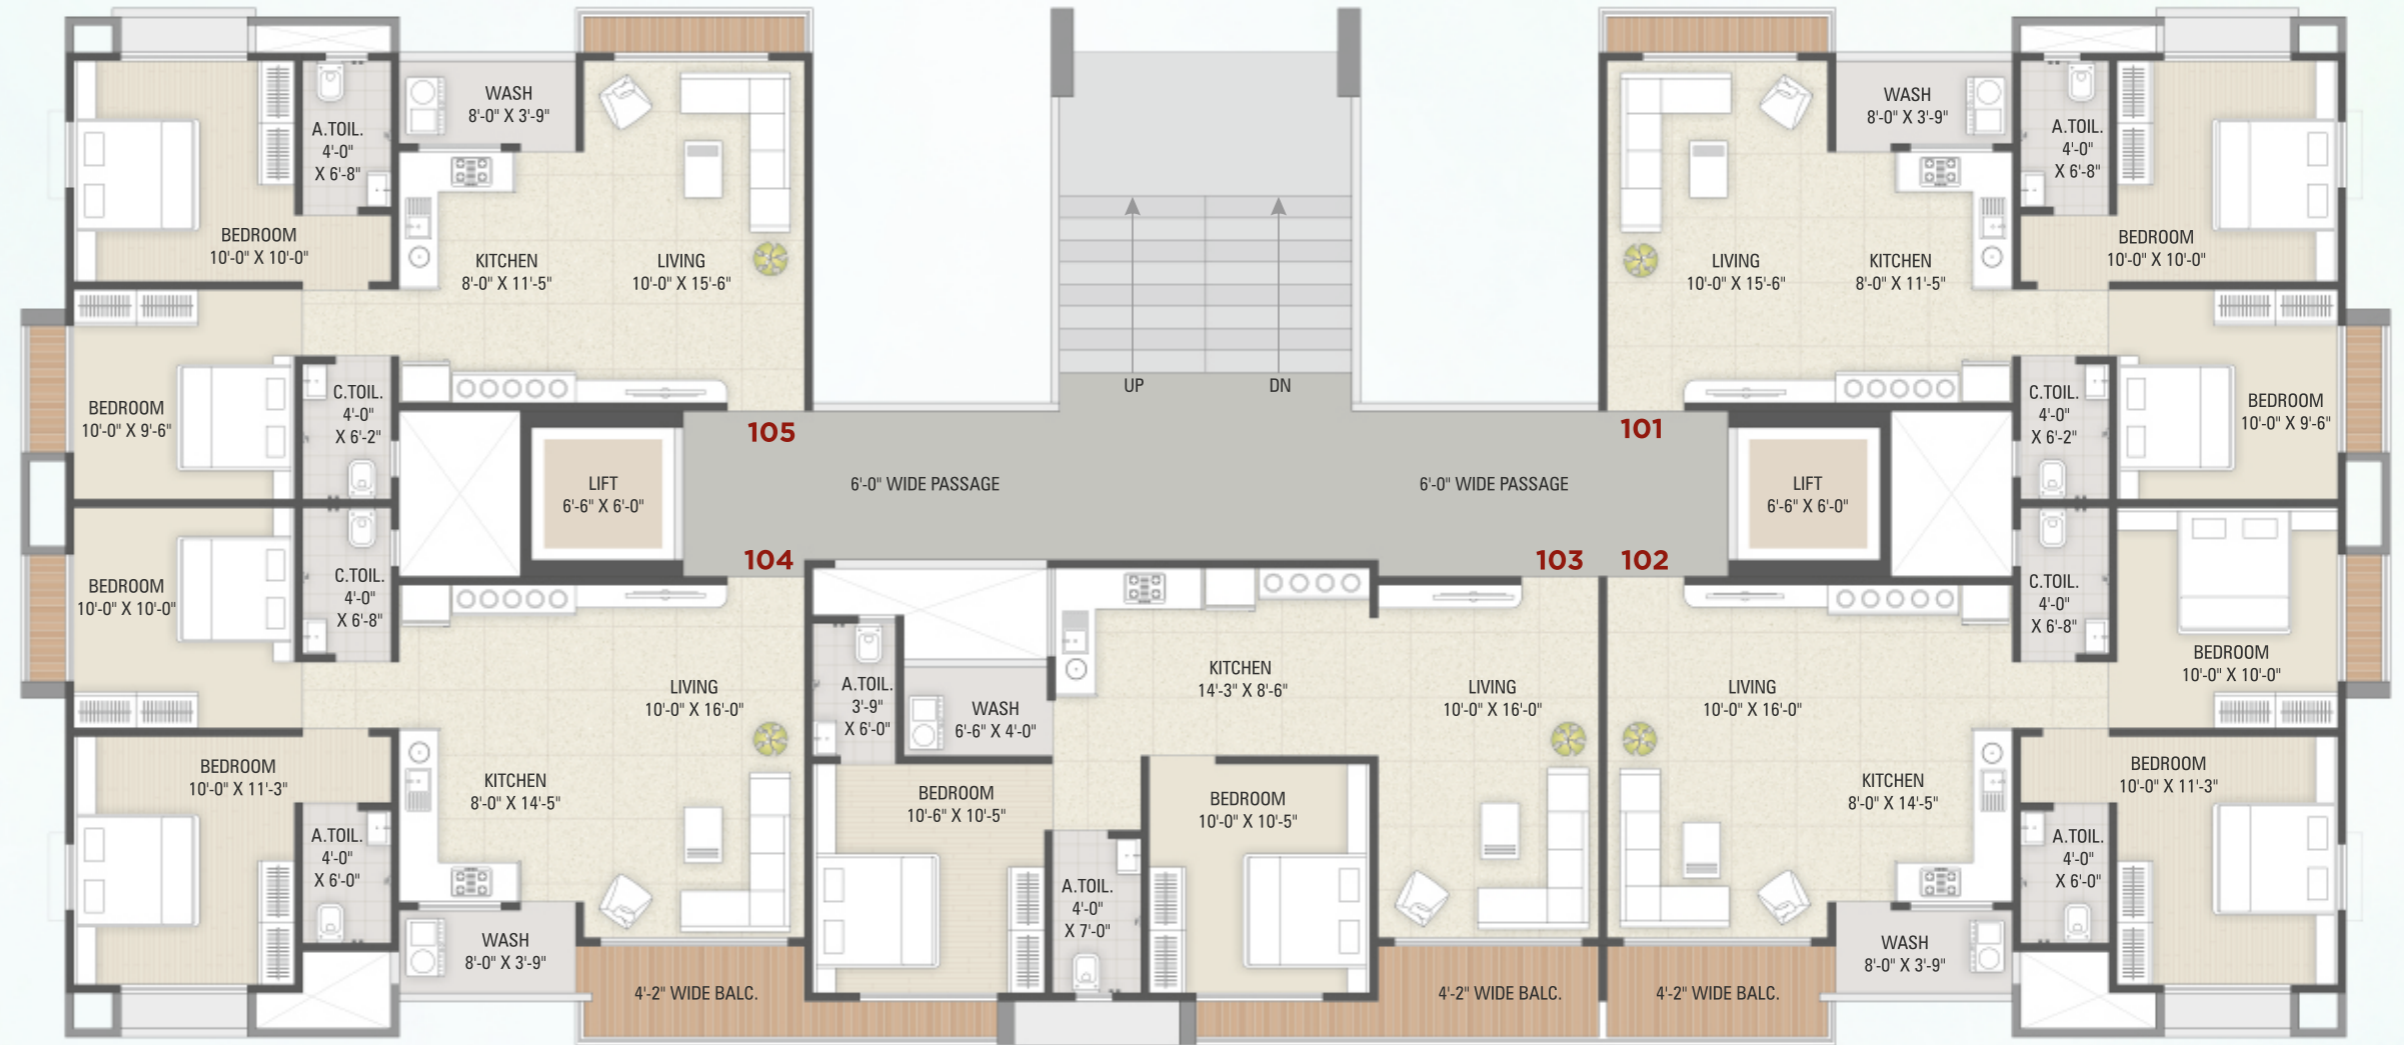 WASH
8'-0" X 3'-9"
A.TOIL.
4'-0"
X 6'-8"
BEDROOM
10'-0" X 10'-0"
KITCHEN
8'-0" X 11'-5"
LIVING
10'-0" X 15'-6"
BEDROOM
10'-0" X 9'-6"
C.TOIL.
4'-0"
X 6'-2"
105
LIFT
6'-6" X 6'-0"
6'-0" WIDE PASSAGE
UP
DN
WASH
8'-0" X 3'-9"
A.TOIL.
4'-0"
X 6'-8"
LIVING
10'-0" X 15'-6"
KITCHEN
8'-0" X 11'-5"
BEDROOM
10'-0" X 10'-0"
C.TOIL.
4'-0"
X 6'-2"
BEDROOM
10'-0" X 9'-6"
101
6'-0" WIDE PASSAGE
LIFT
6'-6" X 6'-0"
104
103
102
BEDROOM
10'-0" X 10'-0"
C.TOIL.
4'-0"
X 6'-8"
LIVING
10'-0" X 16'-0"
BEDROOM
10'-0" X 11'-3"
KITCHEN
8'-0" X 14'-5"
A.TOIL.
4'-0"
X 6'-0"
WASH
8'-0" X 3'-9"
4'-2" WIDE BALC.
A.TOIL.
3'-9"
X 6'-0"
WASH
6'-6" X 4'-0"
KITCHEN
14'-3" X 8'-6"
LIVING
10'-0" X 16'-0"
BEDROOM
10'-6" X 10'-5"
BEDROOM
10'-0" X 10'-5"
A.TOIL.
4'-0"
X 7'-0"
4'-2" WIDE BALC.
LIVING
10'-0" X 16'-0"
C.TOIL.
4'-0"
X 6'-8"
BEDROOM
10'-0" X 10'-0"
KITCHEN
8'-0" X 14'-5"
BEDROOM
10'-0" X 11'-3"
A.TOIL.
4'-0"
X 6'-0"
WASH
8'-0" X 3'-9"
4'-2" WIDE BALC.